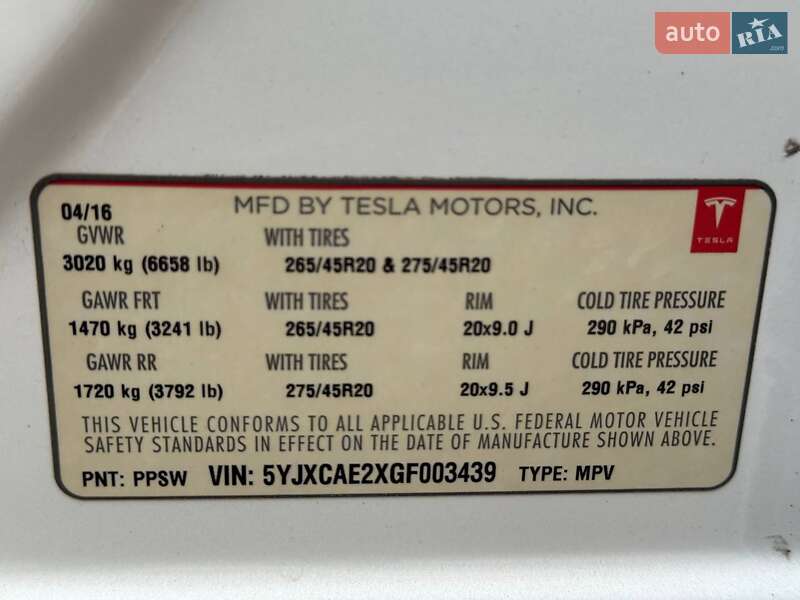 auto RIA.com
04/16 MFD BY TESLA MOTORS, INC.
TESLA
GVWR WITH TIRES
3020 kg (6658 lb) 265/45R20 & 275/45R20
GAWR FRT WITH TIRES RIM COLD TIRE PRESSURE
1470 kg (3241 lb) 265/45R20 20x9.0 J 290 kPa, 42 psi
GAWR RR WITH TIRES RIM COLD TIRE PRESSURE
1720 kg (3792 lb) 275/45R20 20x9.5 J 290 kPa, 42 psi
THIS VEHICLE CONFORMS TO ALL APPLICABLE U.S. FEDERAL MOTOR VEHICLE
SAFETY STANDARDS IN EFFECT ON THE DATE OF MANUFACTURE SHOWN ABOVE.
PNT: PPSW VIN: 5YJXCAE2XGF003439 TYPE: MPV